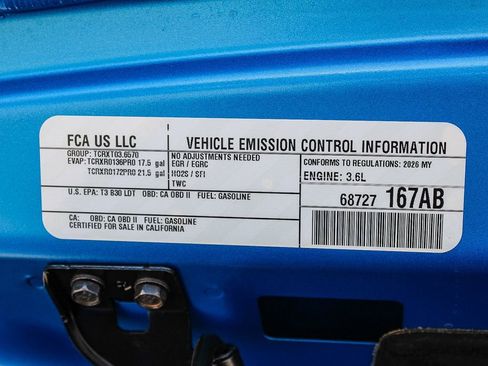 FCA US LLC
VEHICLE EMISSION CONTROL INFORMATION
GROUP: TCRXT03.6570
EVAP: TCRXR0136PR0 17.5 gal
TCRXR0172PR0 21.5 gal
NO ADJUSTMENTS NEEDED
EGR / EGRC
HO2S / SFI
TWC
CONFORMS TO REGULATIONS: 2026 MY
ENGINE: 3.6L
U.S. EPA: T3 B30 LDT OBD: CA OBD II FUEL: GASOLINE
68727 167AB
CA: OBD: CA OBD II FUEL: GASOLINE
CERTIFIED FOR SALE IN CALIFORNIA